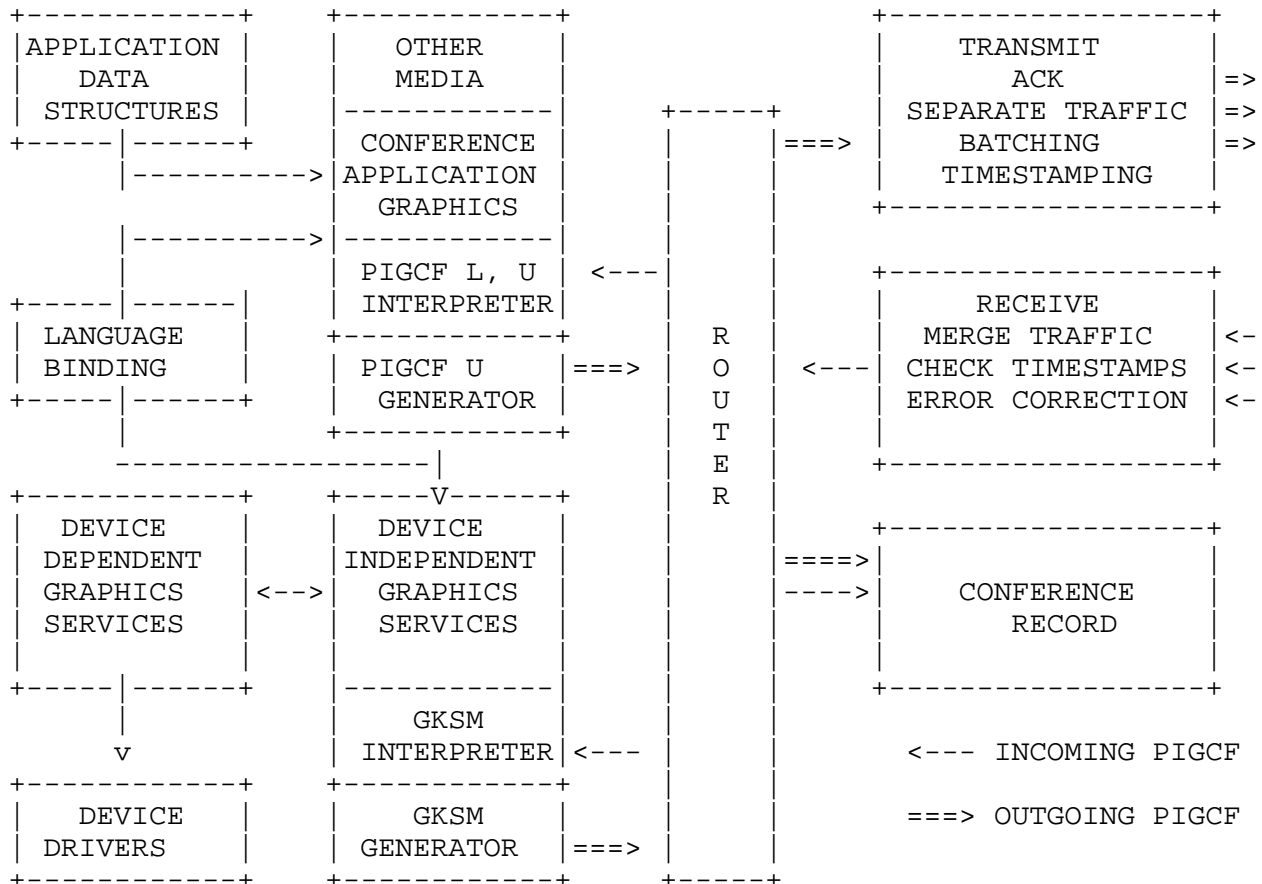 APPLICATION
DATA
STRUCTURES
OTHER
MEDIA
CONFERENCE
APPLICATION
GRAPHICS
PIGCF L, U
INTERPRETER
PIGCF U
GENERATOR
LANGUAGE
BINDING
DEVICE
DEPENDENT
GRAPHICS
SERVICES
DEVICE
INDEPENDENT
GRAPHICS
SERVICES
GKSM
INTERPRETER
DEVICE
DRIVERS
GKSM
GENERATOR
ROUTER
TRANSMIT
ACK
SEPARATE TRAFFIC
BATCHING
TIMESTAMPING
RECEIVE
MERGE TRAFFIC
CHECK TIMESTAMPS
ERROR CORRECTION
CONFERENCE
RECORD
<--- INCOMING PIGCF
===> OUTGOING PIGCF